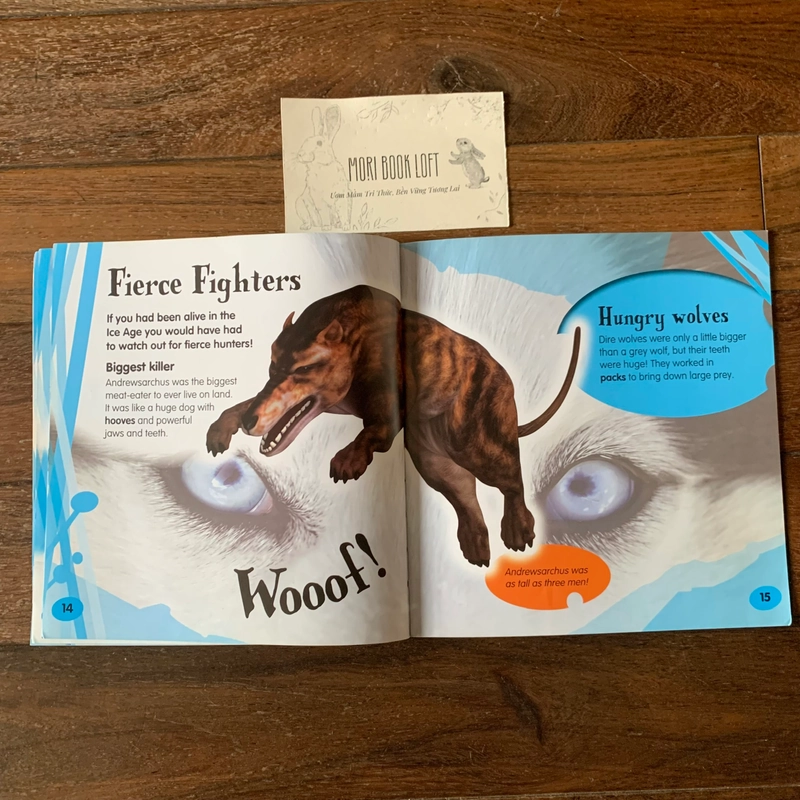 MORI BOOK LOFT
Ươm Mầm Tri Thức, Bền Vững Tương Lai
Fierce Fighters
If you had been alive in the
Ice Age you would have had
to watch out for fierce hunters!
Biggest killer
Andrewsarchus was the biggest
meat-eater to ever live on land.
It was like a huge dog with
hooves and powerful
jaws and teeth.
Wooof!
14
Hungry wolves
Dire wolves were only a little bigger
than a grey wolf, but their teeth
were huge! They worked in
packs to bring down large prey.
Andrewsarchus was
as tall as three men!
15